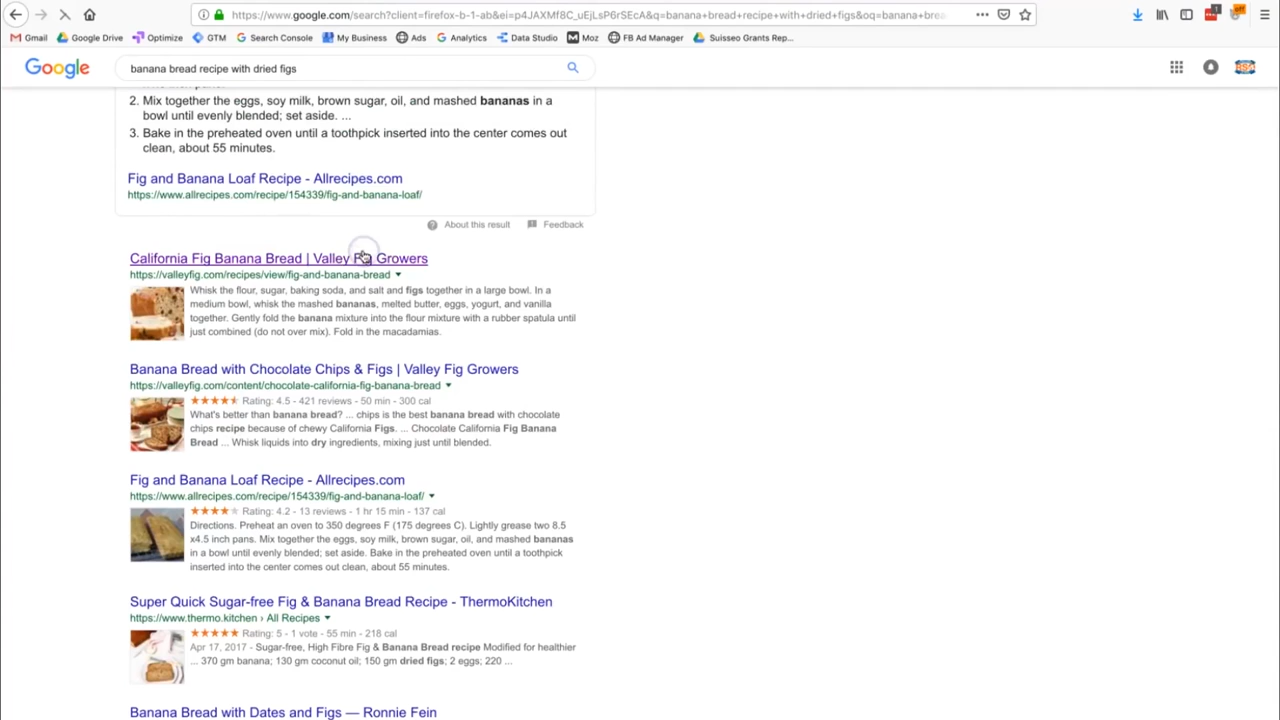 https://www.google.com/search?client=firefox-b-1-ab&ei=p4JAXMf8C_uEjLsP6rSEcA&q=banana+bread+recipe+with+dried+figs&oq=banana+brea
Gmail Google Drive Optimize GTM Search Console My Business Ads Analytics Data Studio Moz FB Ad Manager Suisseo Grants Rep...
Google banana bread recipe with dried figs
2. Mix together the eggs, soy milk, brown sugar, oil, and mashed bananas in a
bowl until evenly blended; set aside. ...
3. Bake in the preheated oven until a toothpick inserted into the center comes out
clean, about 55 minutes.
Fig and Banana Loaf Recipe - Allrecipes.com
https://www.allrecipes.com/recipe/154339/fig-and-banana-loaf/
About this result Feedback
California Fig Banana Bread | Valley Fig Growers
https://valleyfig.com/recipes/view/fig-and-banana-bread
Whisk the flour, sugar, baking soda, and salt and figs together in a large bowl. In a
medium bowl, whisk the mashed bananas, melted butter, eggs, yogurt, and vanilla
together. Gently fold the banana mixture into the flour mixture with a rubber spatula until
just combined (do not over mix). Fold in the macadamias.
Banana Bread with Chocolate Chips & Figs | Valley Fig Growers
https://valleyfig.com/content/chocolate-california-fig-banana-bread
Rating: 4.5 - 421 reviews - 50 min - 300 cal
What's better than banana bread? ... chips is the best banana bread with chocolate
chips recipe because of chewy California Figs. ... Chocolate California Fig Banana
Bread ... Whisk liquids into dry ingredients, mixing just until blended.
Fig and Banana Loaf Recipe - Allrecipes.com
https://www.allrecipes.com/recipe/154339/fig-and-banana-loaf/
Rating: 4.2 - 13 reviews - 1 hr 15 min - 137 cal
Directions. Preheat an oven to 350 degrees F (175 degrees C). Lightly grease two 8.5
x4.5 inch pans. Mix together the eggs, soy milk, brown sugar, oil, and mashed bananas
in a bowl until evenly blended; set aside. Bake in the preheated oven until a toothpick
inserted into the center comes out clean, about 55 minutes.
Super Quick Sugar-free Fig & Banana Bread Recipe - ThermoKitchen
https://www.thermo.kitchen › All Recipes
Rating: 5 - 1 vote - 55 min - 218 cal
Apr 17, 2017 - Sugar-free, High Fibre Fig & Banana Bread recipe Modified for healthier
... 370 gm banana; 130 gm coconut oil; 150 gm dried figs; 2 eggs; 220 ...
Banana Bread with Dates and Figs — Ronnie Fein